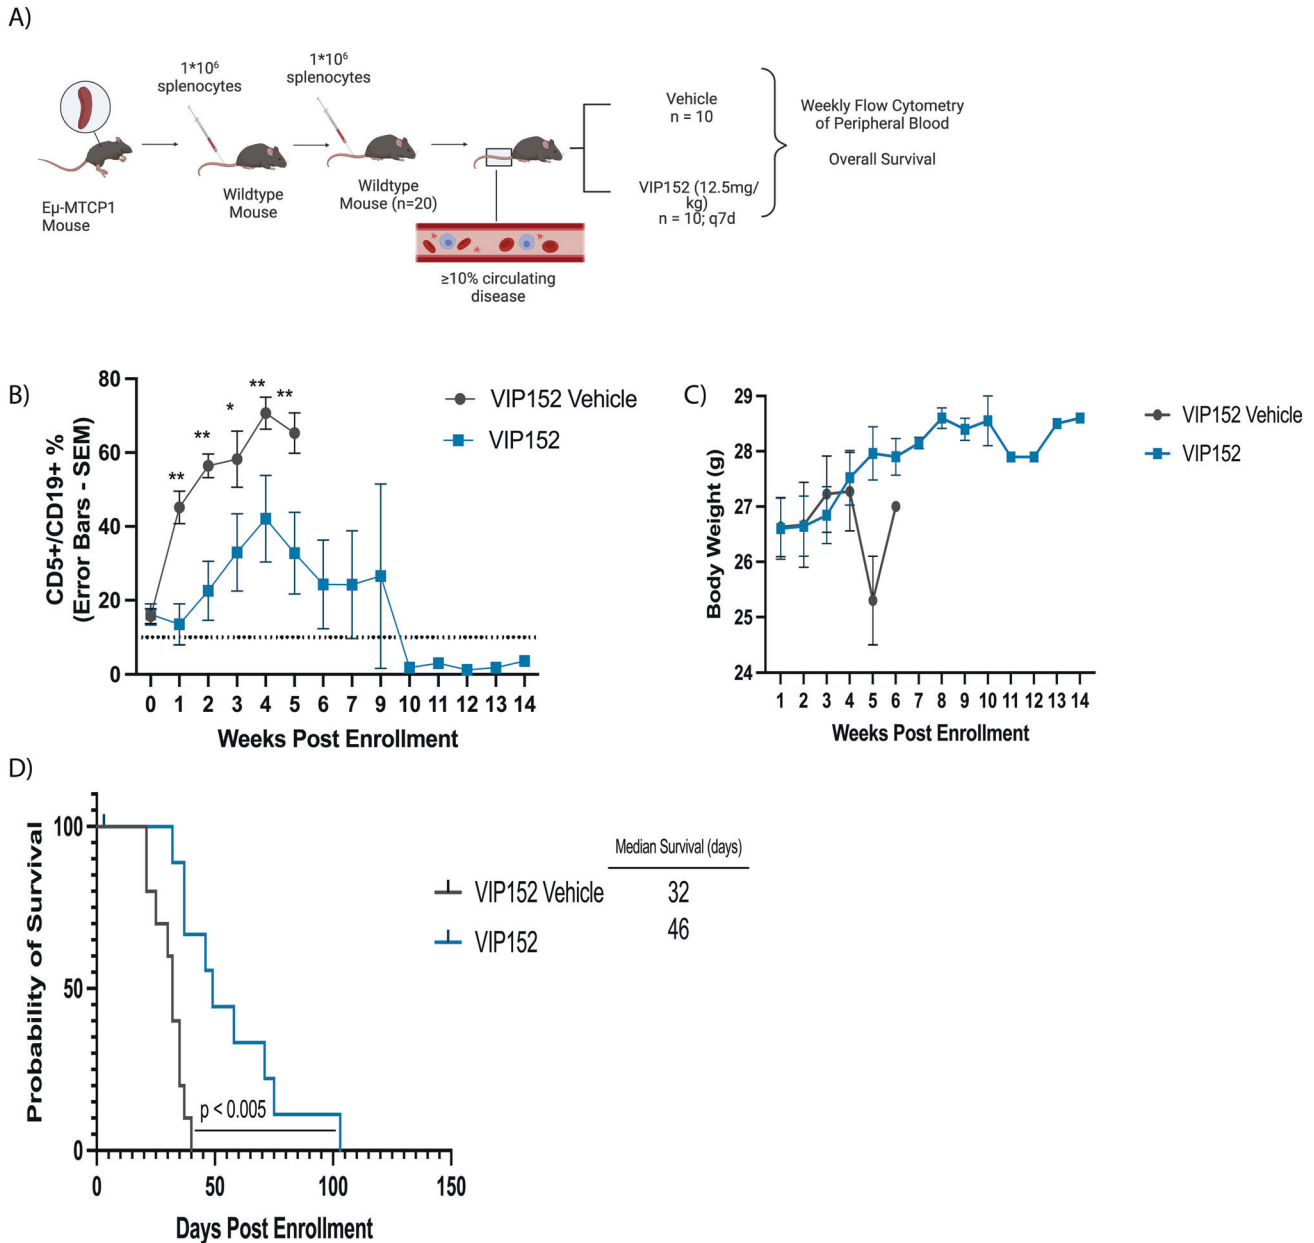 A)
1*10⁶
splenocytes
1*10⁶
splenocytes
Eμ-MTCP1
Mouse
Wildtype
Mouse
Wildtype
Mouse (n=20)
≥10% circulating
disease
Vehicle
n = 10
VIP152 (12.5mg/
kg)
n = 10; q7d
Weekly Flow Cytometry
of Peripheral Blood
Overall Survival
B)
CD5+/CD19+ %
(Error Bars - SEM)
80
60
40
20
0
**
**
*
**
**
VIP152 Vehicle
VIP152
0 1 2 3 4 5 6 7 9 10 11 12 13 14
Weeks Post Enrollment
C)
Body Weight (g)
29
28
27
26
25
24
VIP152 Vehicle
VIP152
1 2 3 4 5 6 7 8 9 10 11 12 13 14
Weeks Post Enrollment
D)
Probability of Survival
100
50
0
p < 0.005
0 50 100 150
Days Post Enrollment
Median Survival (days)
VIP152 Vehicle 32
VIP152 46